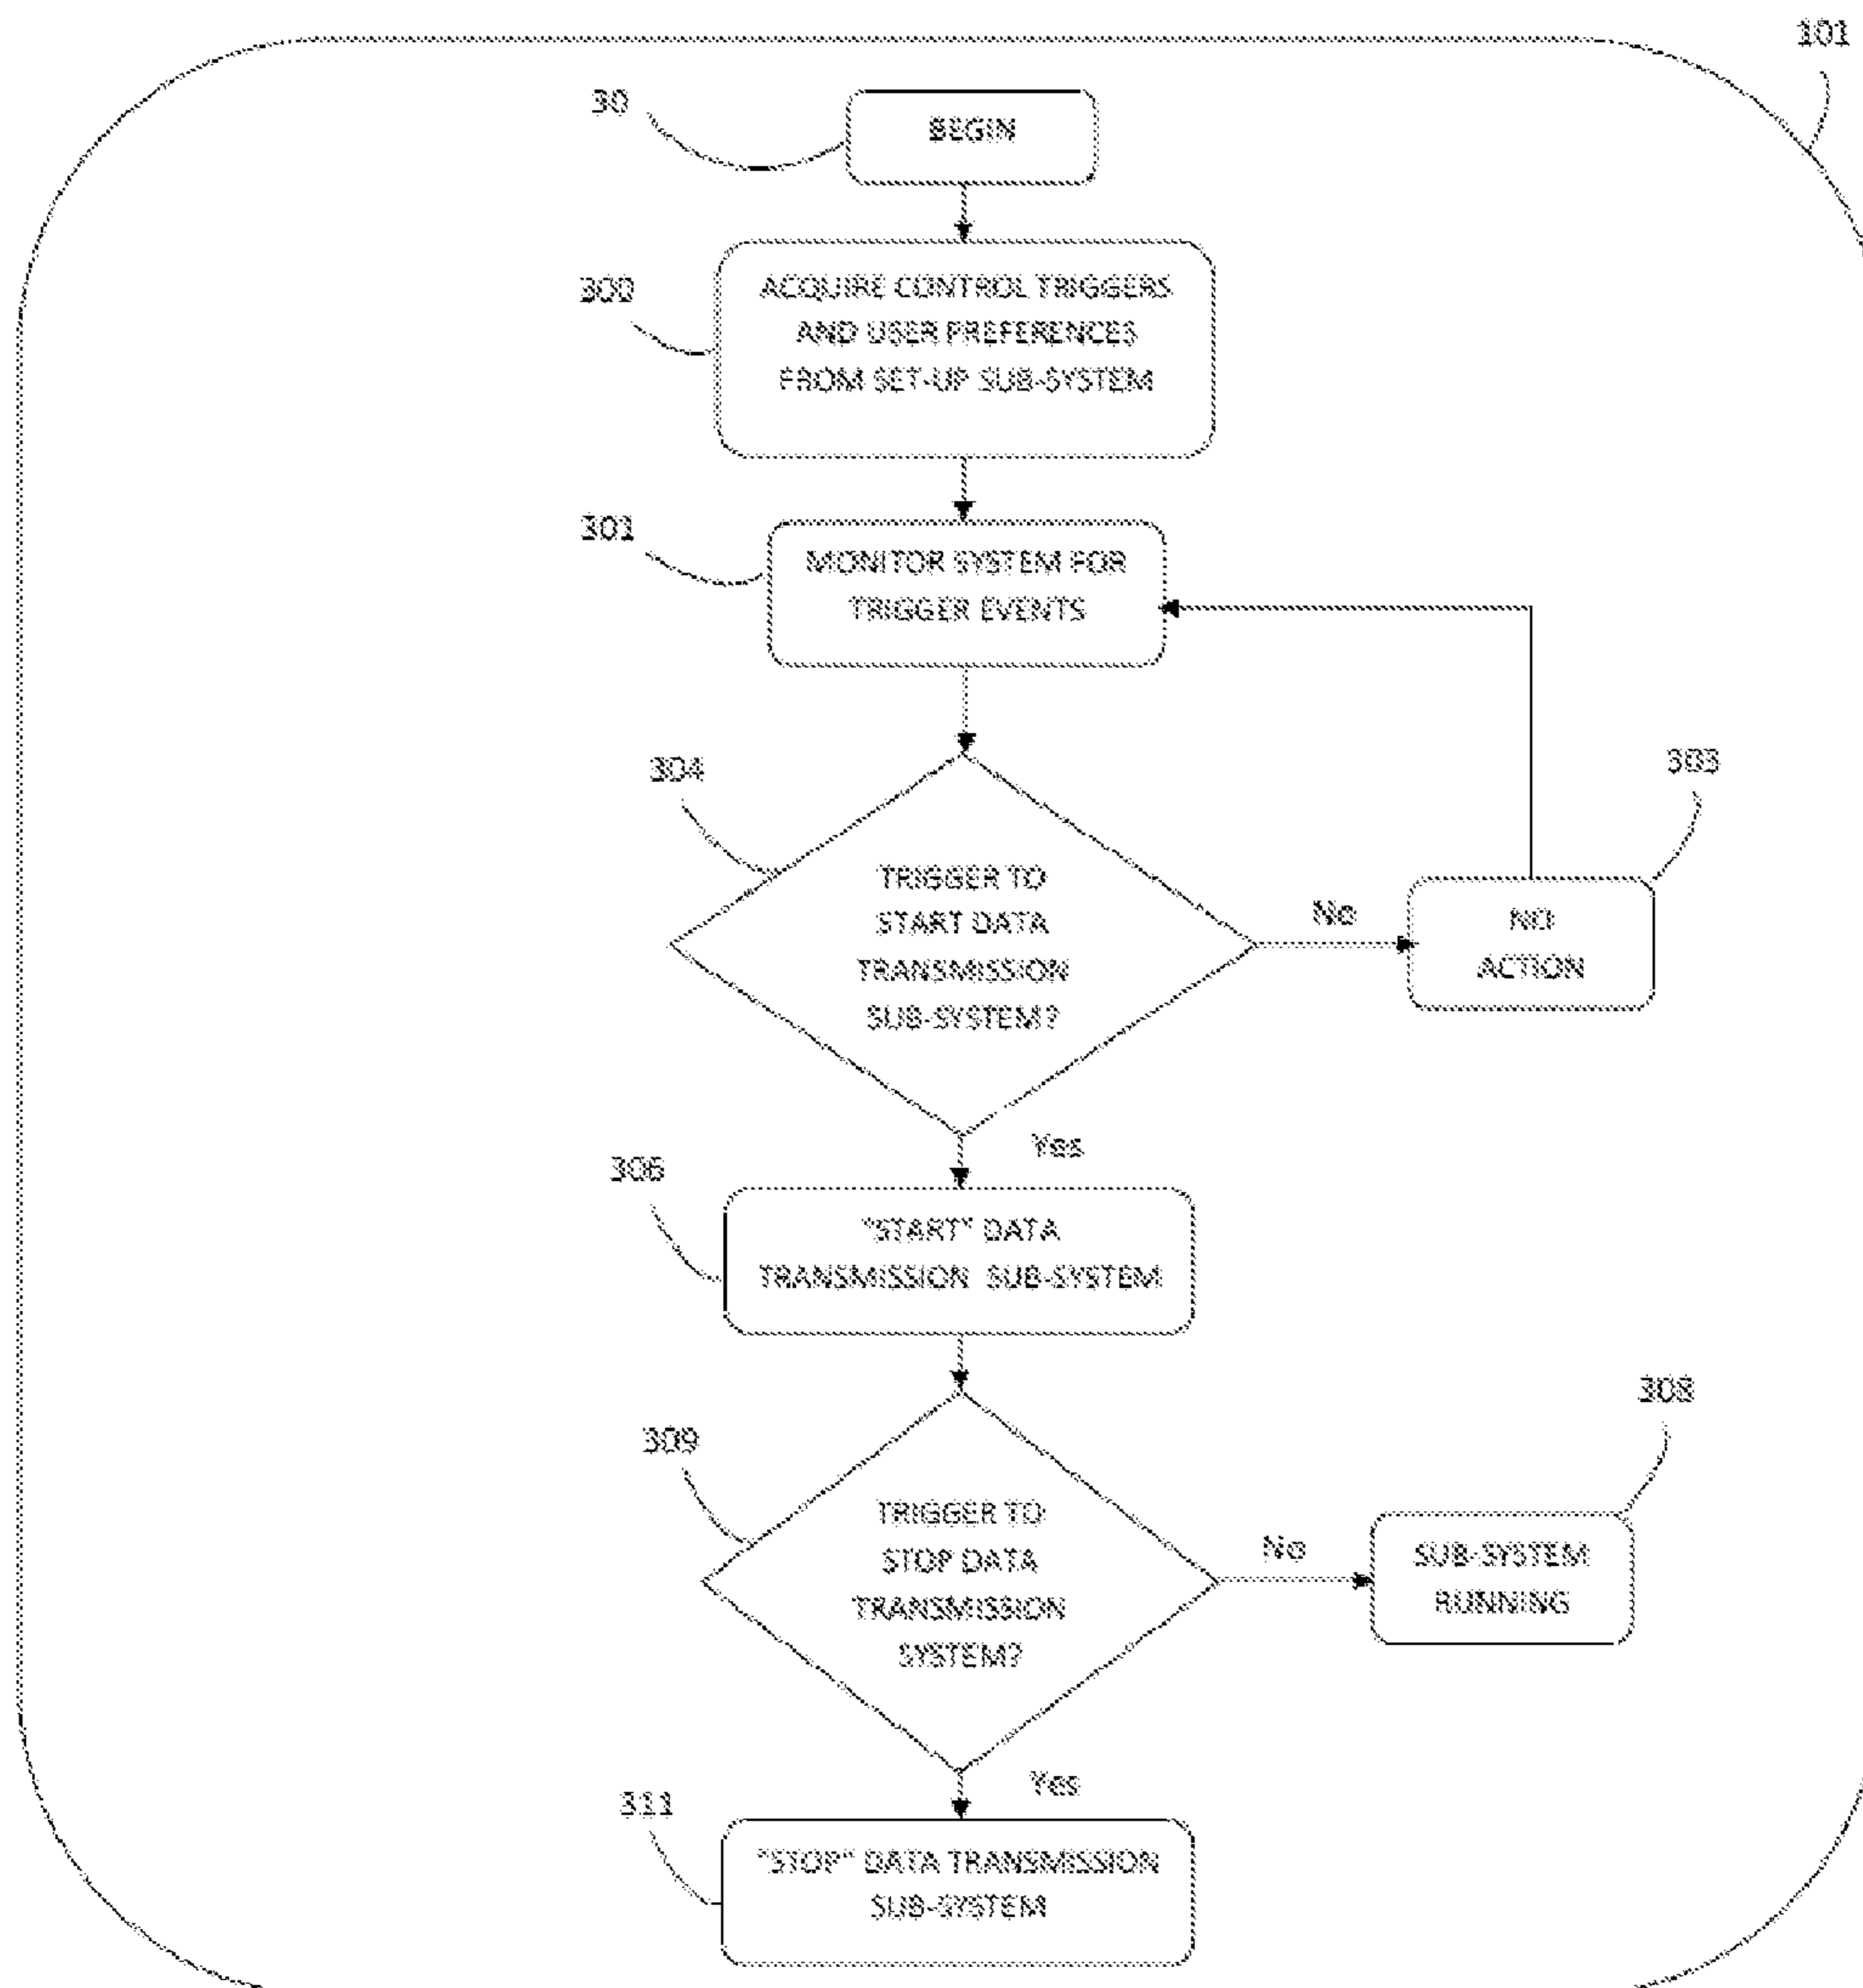 101
30
BEGIN
300
ACQUIRE CONTROL TRIGGERS
AND USER PREFERENCES
FROM SET-UP SUB-SYSTEM
301
MONITOR SYSTEM FOR
TRIGGER EVENTS
304
303
TRIGGER TO
START DATA
TRANSMISSION
SUB-SYSTEM?
No
NO
ACTION
Yes
306
"START" DATA
TRANSMISSION SUB-SYSTEM
308
309
TRIGGER TO
STOP DATA
TRANSMISSION
SYSTEM?
No
SUB-SYSTEM
RUNNING
Yes
311
"STOP" DATA TRANSMISSION
SUB-SYSTEM